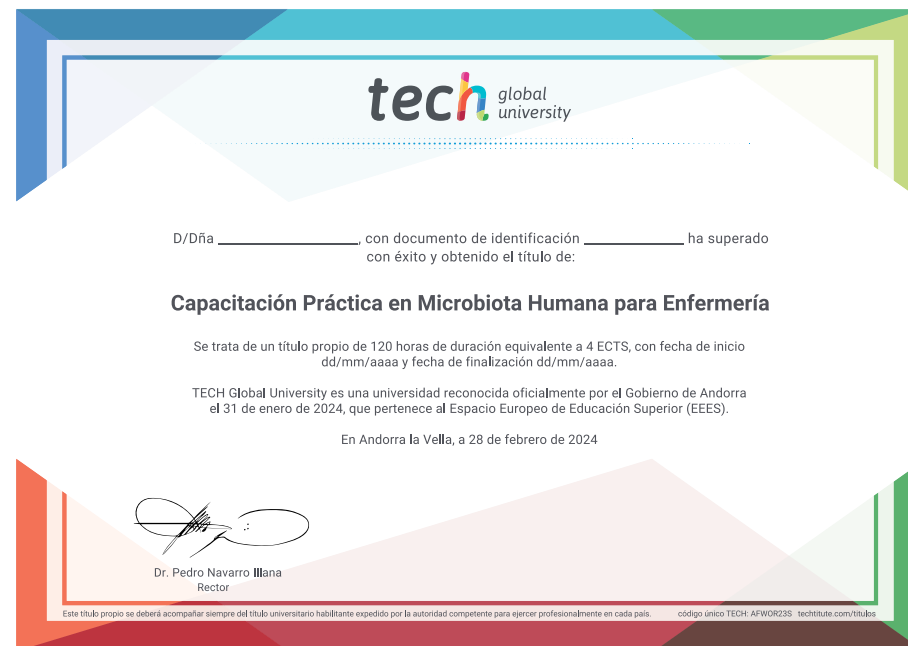 tech global university
D/Dña ______________, con documento de identificación __________ ha superado
con éxito y obtenido el título de:
Capacitación Práctica en Microbiota Humana para Enfermería
Se trata de un título propio de 120 horas de duración equivalente a 4 ECTS, con fecha de inicio
dd/mm/aaaa y fecha de finalización dd/mm/aaaa.
TECH Global University es una universidad reconocida oficialmente por el Gobierno de Andorra
el 31 de enero de 2024, que pertenece al Espacio Europeo de Educación Superior (EEES).
En Andorra la Vella, a 28 de febrero de 2024
Dr. Pedro Navarro Illana
Rector
Este título propio se deberá acompañar siempre del título universitario habilitante expedido por la autoridad competente para ejercer profesionalmente en cada país. código único TECH: AFWOR23S techtitute.com/titulos